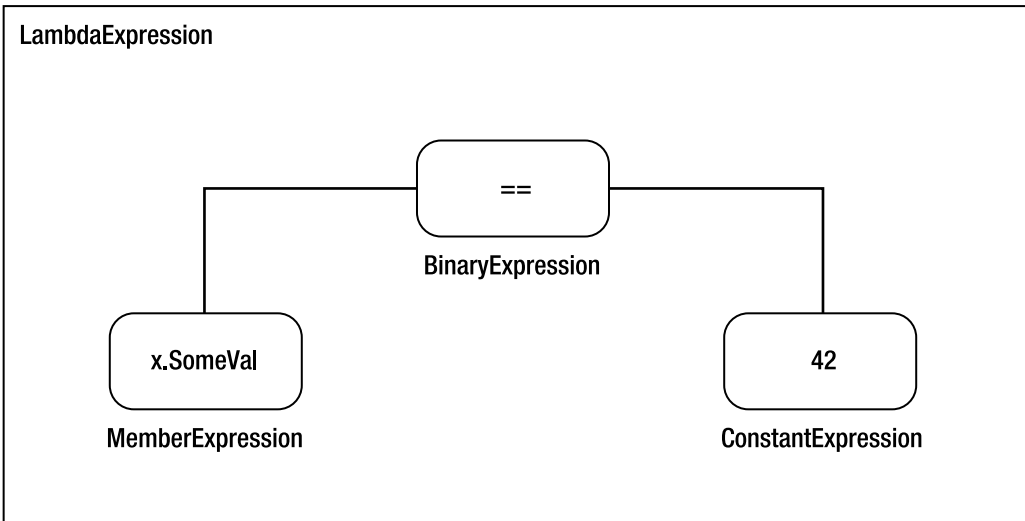 LambdaExpression
==
BinaryExpression
x.SomeVal
42
MemberExpression
ConstantExpression